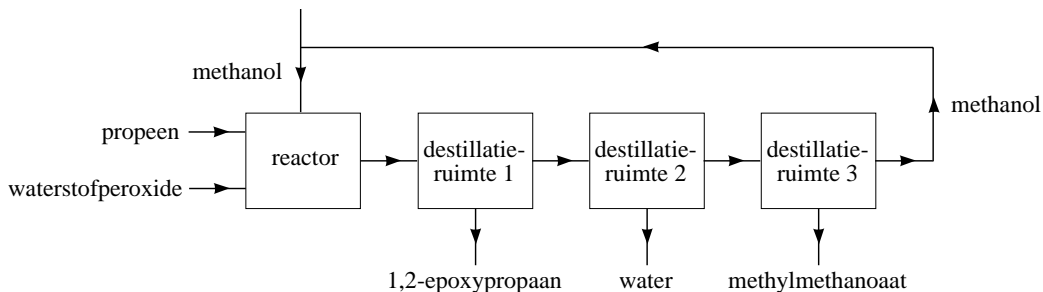 methanol
methanol
propeen
reactor
destillatie-
ruimte 1
destillatie-
ruimte 2
destillatie-
ruimte 3
waterstofperoxide
1,2-epoxypropaan
water
methylmethanoaat